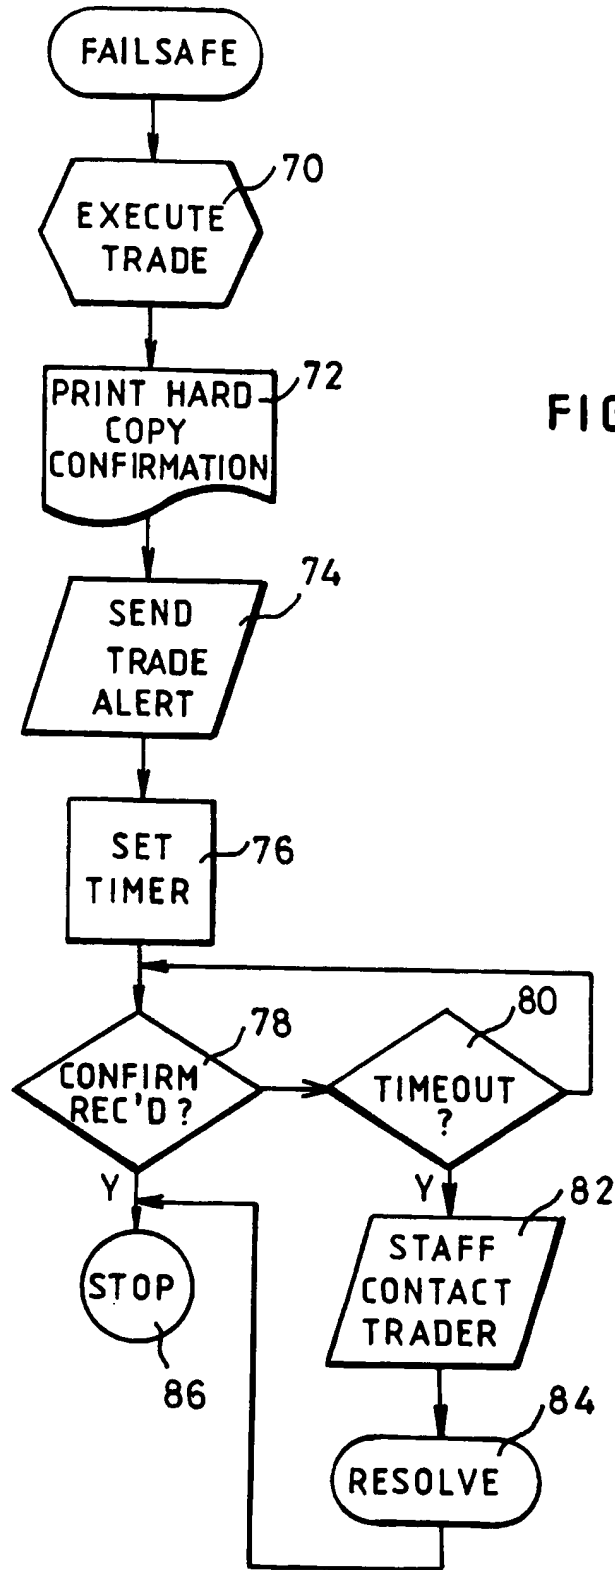 FAILSAFE
70
EXECUTE
TRADE
72
PRINT HARD
COPY
CONFIRMATION
FIG
74
SEND
TRADE
ALERT
76
SET
TIMER
78
80
CONFIRM
REC'D ?
TIMEOUT
?
Y
Y
82
STAFF
CONTACT
TRADER
STOP
86
84
RESOLVE